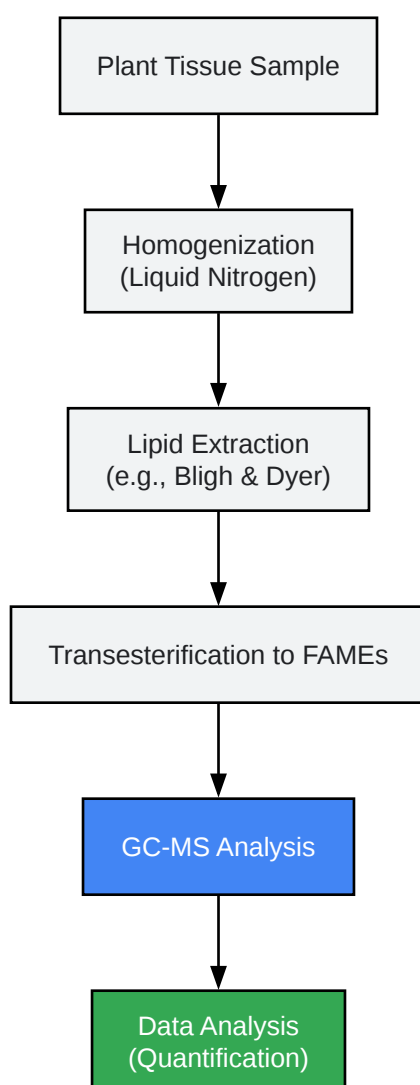 Plant Tissue Sample
Homogenization
(Liquid Nitrogen)
Lipid Extraction
(e.g., Bligh & Dyer)
Transesterification to FAMEs
GC-MS Analysis
Data Analysis
(Quantification)